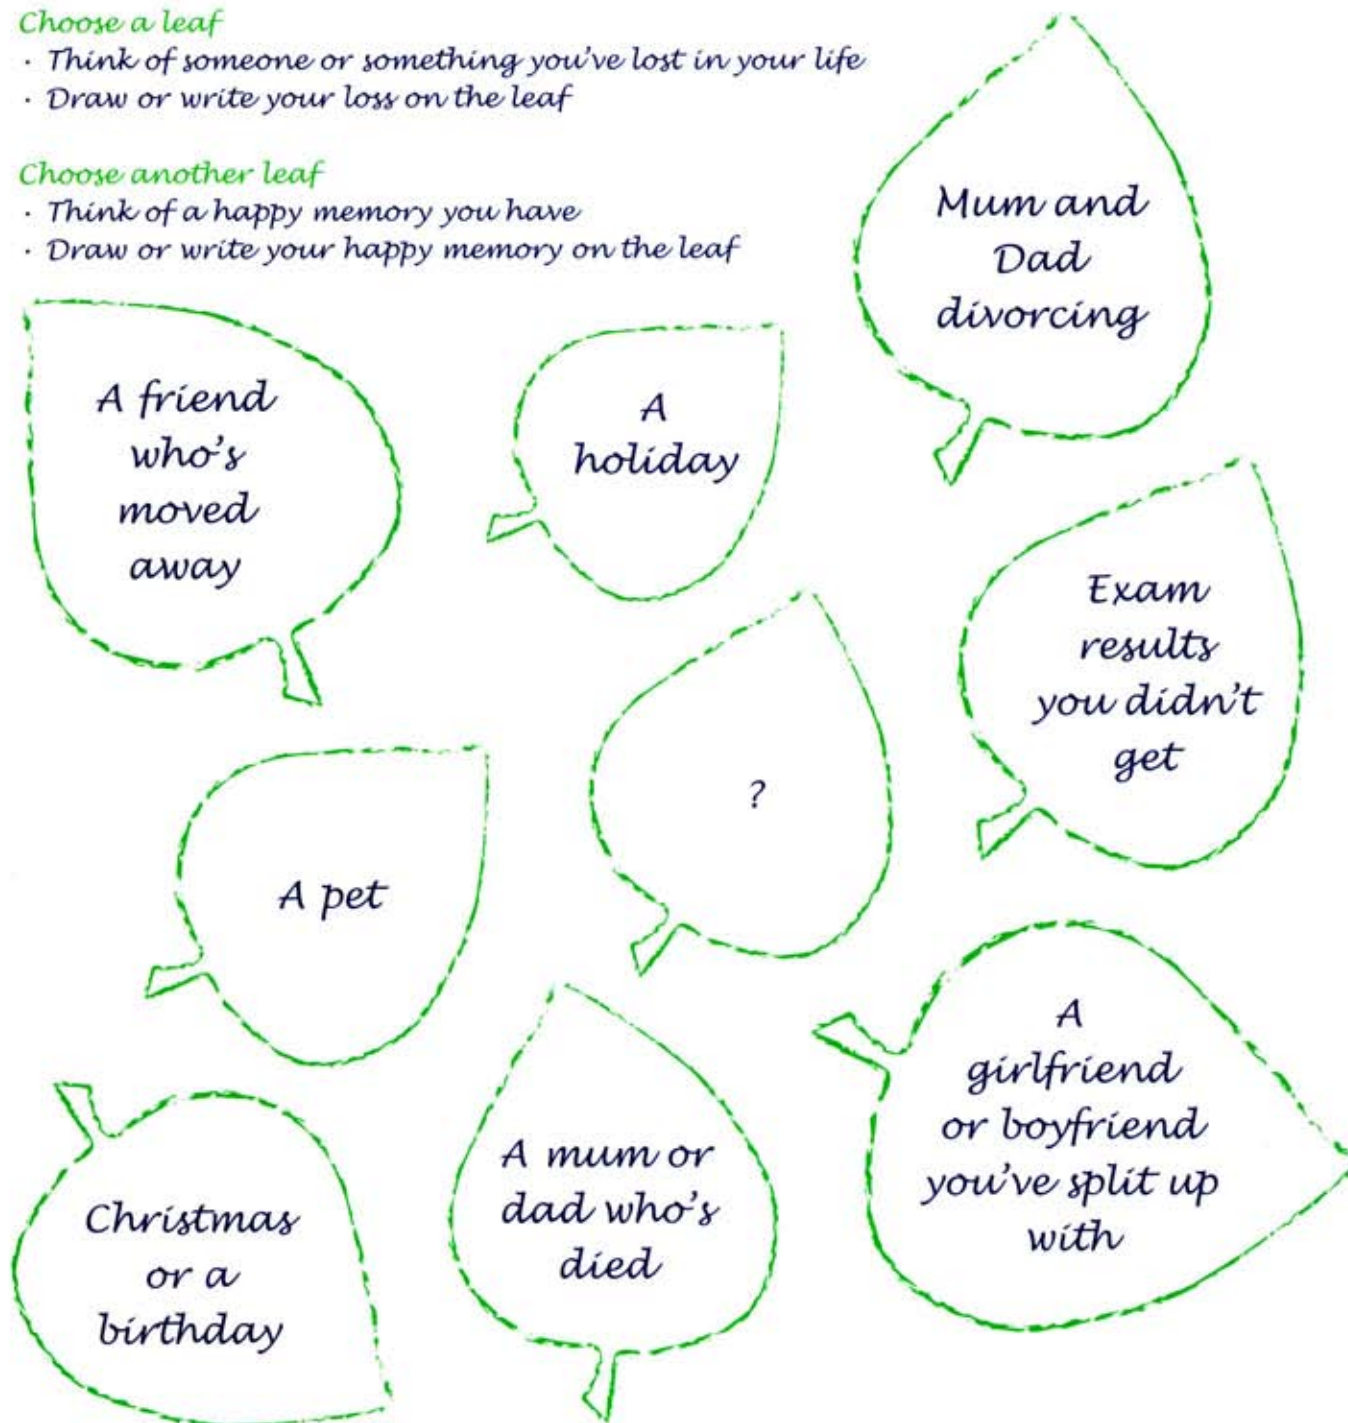 Choose a leaf
· Think of someone or something you've lost in your life
· Draw or write your loss on the leaf
Choose another leaf
· Think of a happy memory you have
· Draw or write your happy memory on the leaf
Mum and
Dad
divorcing
A friend
who's
moved
away
A
holiday
Exam
results
you didn't
get
?
A pet
A
girlfriend
or boyfriend
you've split up
with
A mum or
dad who's
died
Christmas
or a
birthday